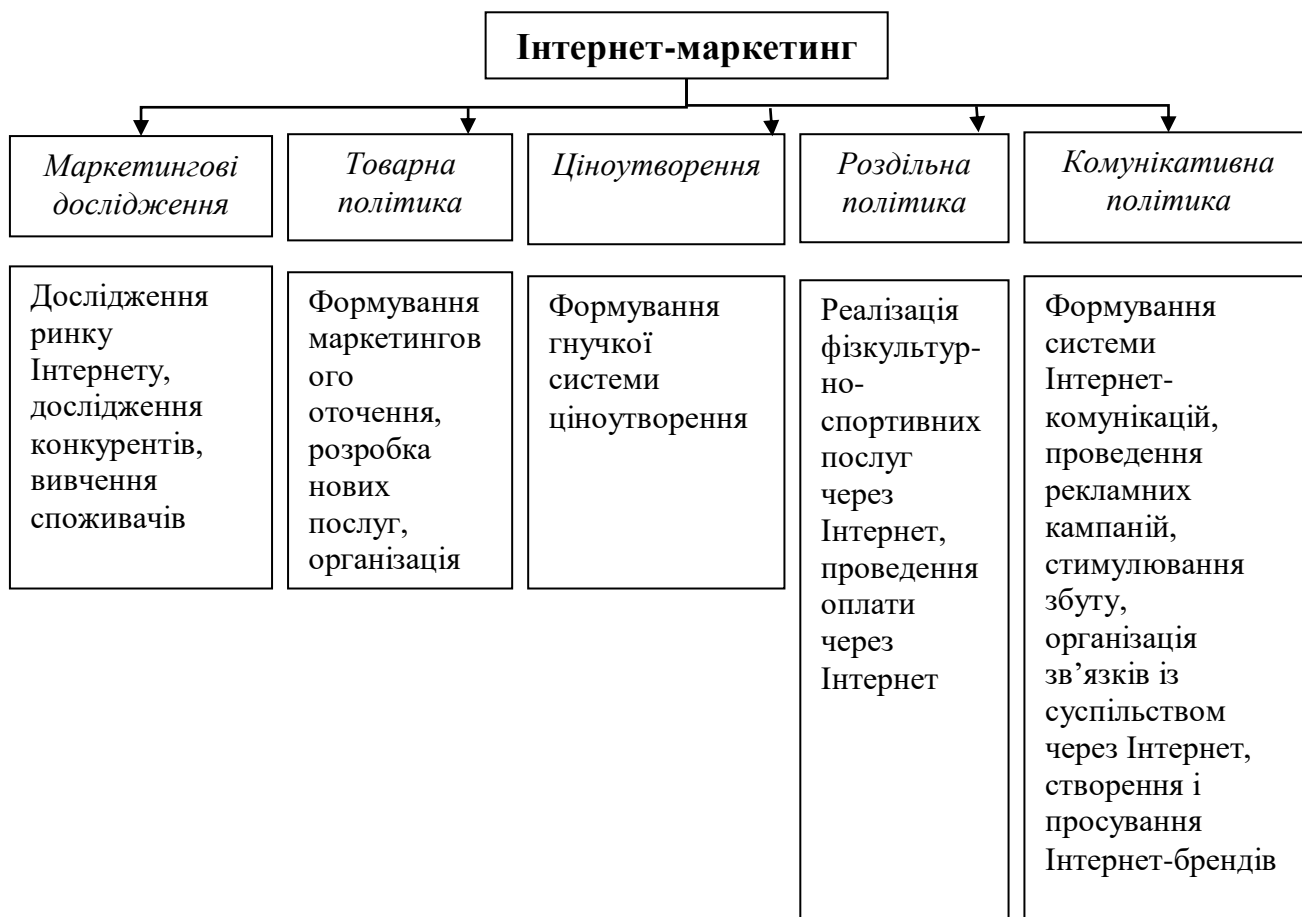 Інтернет-маркетинг
Маркетингові
дослідження
Товарна
політика
Ціноутворення
Роздільна
політика
Комунікативна
політика
Дослідження
ринку
Інтернету,
дослідження
конкурентів,
вивчення
споживачів
Формування
маркетингов
ого
оточення,
розробка
нових
послуг,
організація
Формування
гнучкої
системи
ціноутворення
Реалізація
фізкультур-
но-
спортивних
послуг
через
Інтернет,
проведення
оплати
через
Інтернет
Формування
системи
Інтернет-
комунікацій,
проведення
рекламних
кампаній,
стимулювання
збуту,
організація
зв’язків із
суспільством
через Інтернет,
створення і
просування
Інтернет-брендів